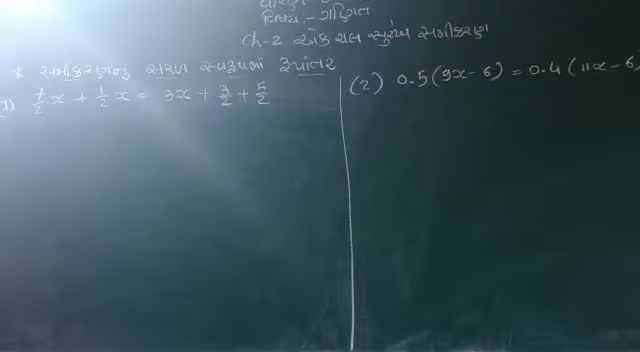 વિષય:- ગણિત
Ch-2 એક ચલ સુરેખ સમીકરણ
* સમીકરણનું સરળ સ્વરૂપમાં રૂપાંતર
1) 7/2 x + 1/2 x = 3x + 3/2 + 5/2
(2) 0.5(9x-6) = 0.4(11x-6